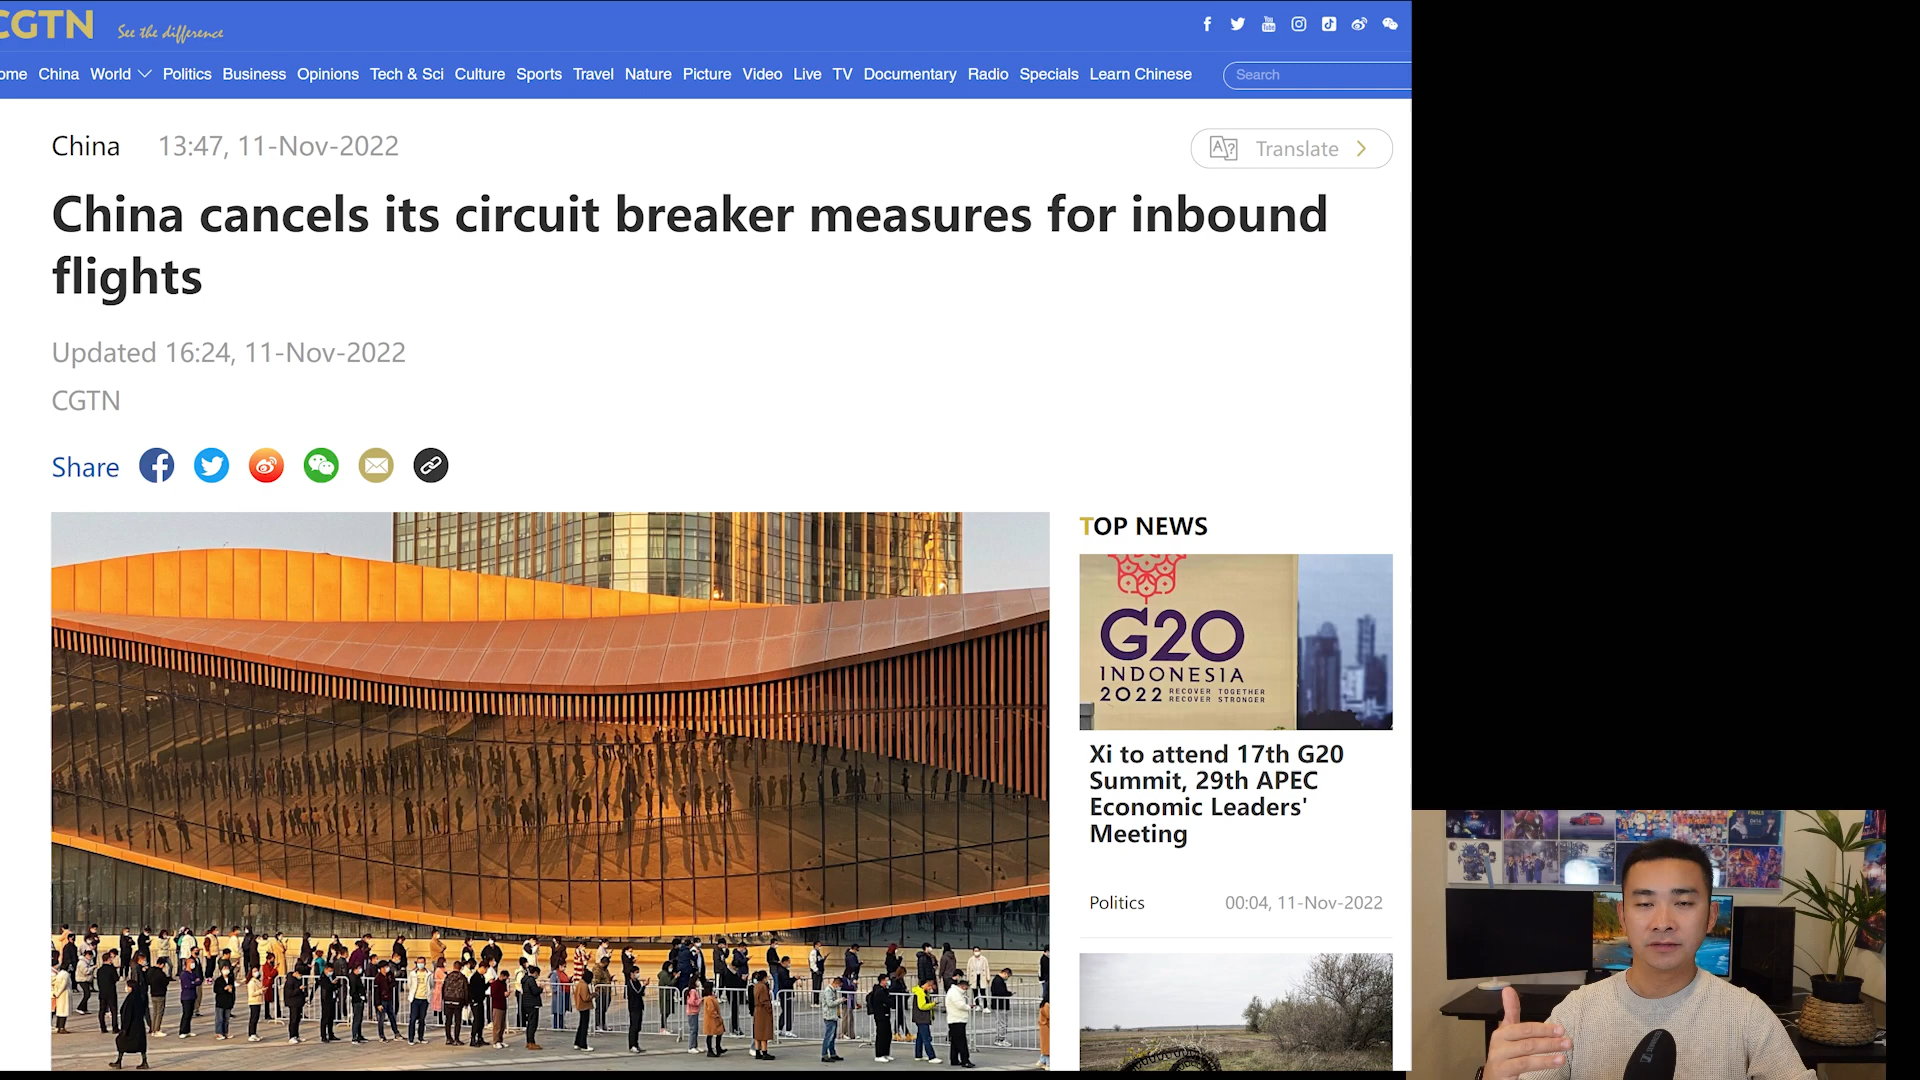 CGTN See the difference
ome China World Politics Business Opinions Tech & Sci Culture Sports Travel Nature Picture Video Live TV Documentary Radio Specials Learn Chinese Search
China 13:47, 11-Nov-2022
Translate
China cancels its circuit breaker measures for inbound
flights
Updated 16:24, 11-Nov-2022
CGTN
Share
TOP NEWS
G20
INDONESIA
2022 RECOVER TOGETHER
RECOVER STRONGER
Xi to attend 17th G20
Summit, 29th APEC
Economic Leaders'
Meeting
Politics 00:04, 11-Nov-2022